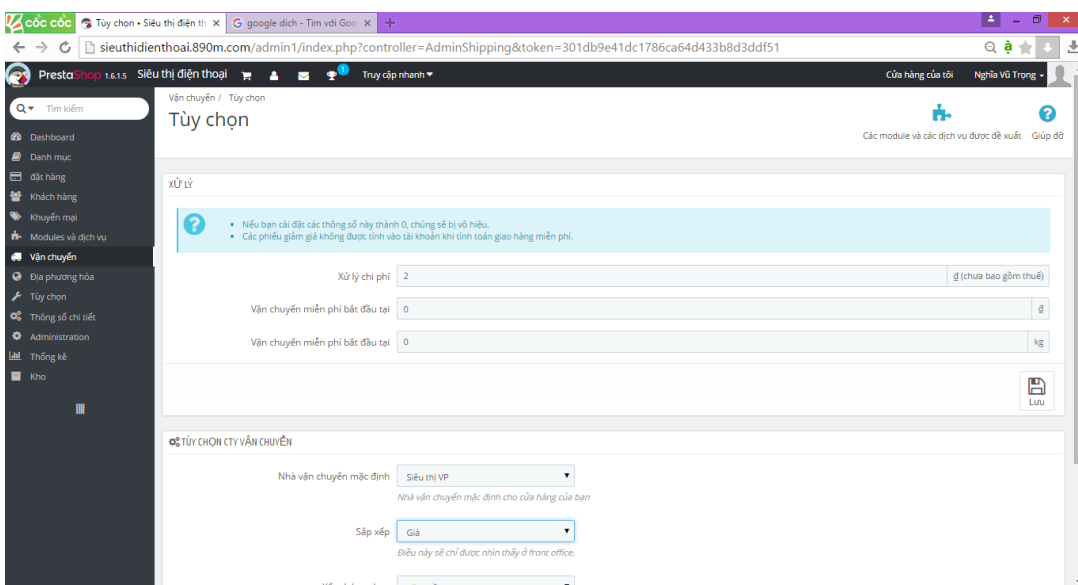 cốc cốc
Tùy chọn • Siêu thị điện th
google dich - Tìm với Goo
sieuthidienthoai.890m.com/admin1/index.php?controller=AdminShipping&token=301db9e41dc1786ca64d433b8d3ddf51
PrestaShop 1.6.1.5 Siêu thị điện thoại 1 Truy cập nhanh Cửa hàng của tôi Nghĩa Vũ Trọng
Tìm kiếm
Dashboard
Danh mục
đặt hàng
Khách hàng
Khuyến mại
Modules và dịch vụ
Vận chuyển
Địa phương hóa
Tùy chọn
Thông số chi tiết
Administration
Thống kê
Kho
Vận chuyển / Tùy chọn
Tùy chọn
Các module và các dịch vụ được đề xuất Giúp đỡ
XỬ LÝ
• Nếu bạn cài đặt các thông số này thành 0, chúng sẽ bị vô hiệu.
• Các phiếu giảm giá không được tính vào tài khoản khi tính toán giao hàng miễn phí.
Xử lý chi phí 2 ₫ (chưa bao gồm thuế)
Vận chuyển miễn phí bắt đầu tại 0 ₫
Vận chuyển miễn phí bắt đầu tại 0 kg
Lưu
TÙY CHỌN CTY VẬN CHUYỂN
Nhà vận chuyển mặc định Siêu thị VP
Nhà vận chuyển mặc định cho cửa hàng của bạn
Sắp xếp Giá
Điều này sẽ chỉ được nhìn thấy ở front office.